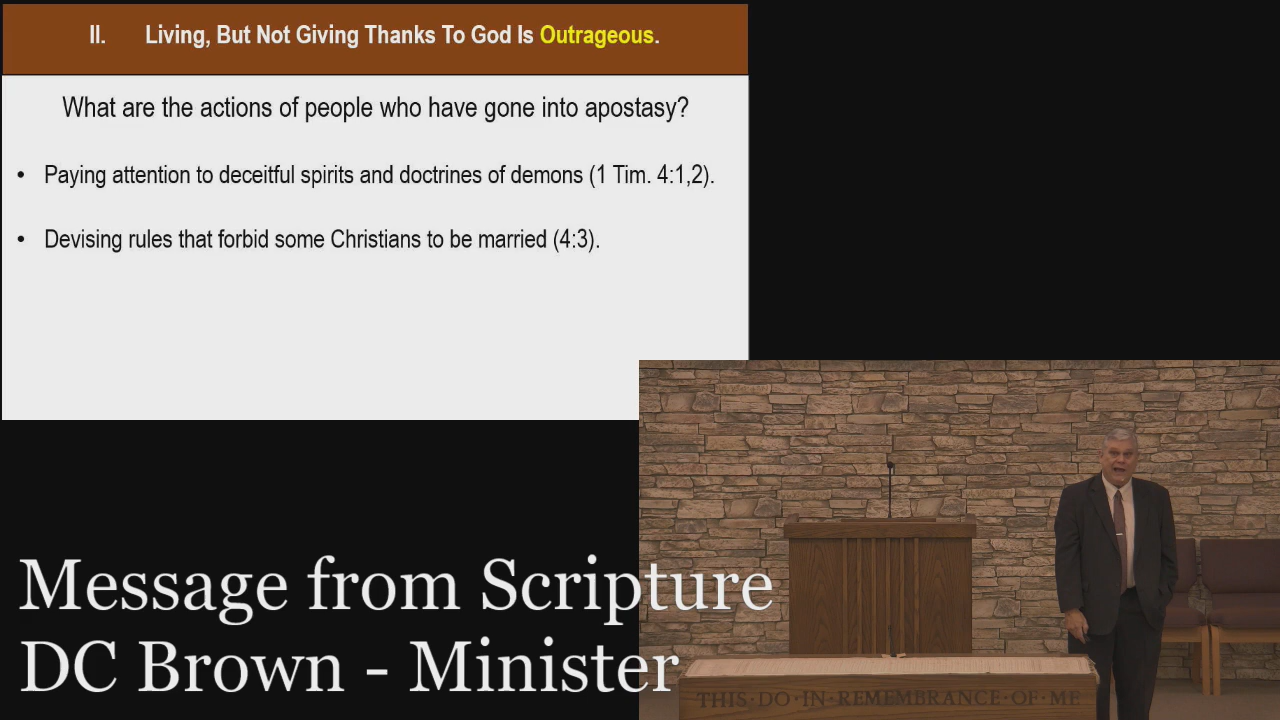 II. Living, But Not Giving Thanks To God Is Outrageous.
What are the actions of people who have gone into apostasy?
• Paying attention to deceitful spirits and doctrines of demons (1 Tim. 4:1,2).
• Devising rules that forbid some Christians to be married (4:3).
Message from Scripture
DC Brown - Minister
THIS·DO·IN·REMEMBRANCE·OF·ME